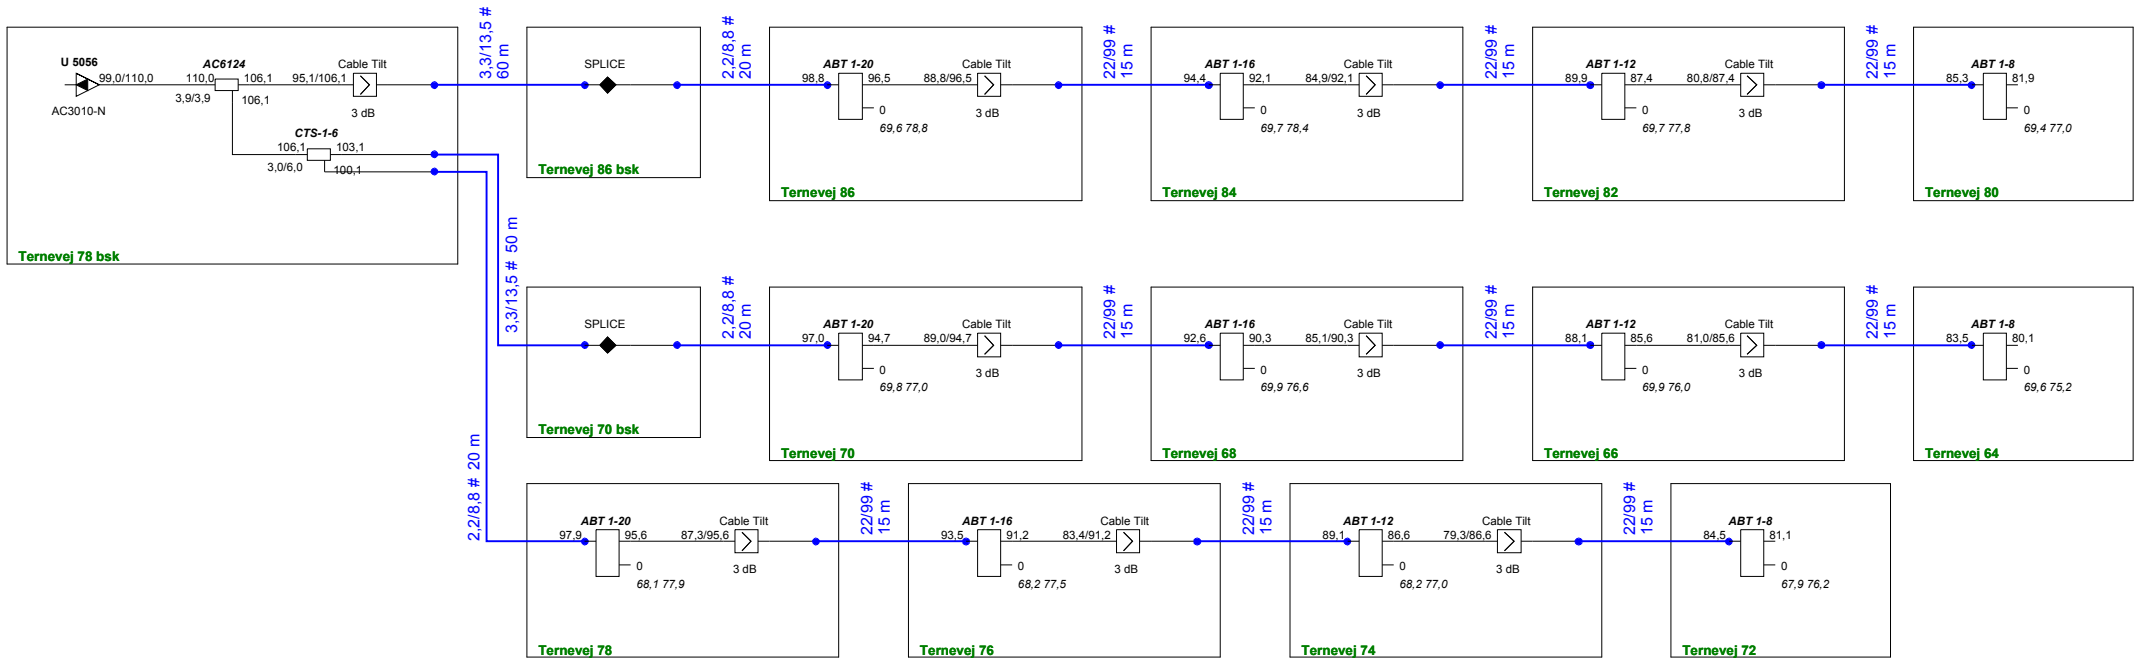 U 5056
99,0/110,0
AC3010-N
AC6124
110,0
106,1
3,9/3,9
106,1
95,1/106,1
Cable Tilt
3 dB
CTS-1-6
106,1
103,1
3,0/6,0
100,1
Ternevej 78 bsk
3,3/13,5 #
60 m
SPLICE
Ternevej 86 bsk
2,2/8,8 #
20 m
ABT 1-20
98,8
96,5
0
69,6 78,8
88,8/96,5
Cable Tilt
3 dB
Ternevej 86
22/99 #
15 m
ABT 1-16
94,4
92,1
0
69,7 78,4
84,9/92,1
Cable Tilt
3 dB
Ternevej 84
22/99 #
15 m
ABT 1-12
89,9
87,4
0
69,7 77,8
80,8/87,4
Cable Tilt
3 dB
Ternevej 82
22/99 #
15 m
ABT 1-8
85,3
81,9
0
69,4 77,0
Ternevej 80
3,3/13,5 # 50 m
SPLICE
Ternevej 70 bsk
2,2/8,8 #
20 m
ABT 1-20
97,0
94,7
0
69,8 77,0
89,0/94,7
Cable Tilt
3 dB
Ternevej 70
22/99 #
15 m
ABT 1-16
92,6
90,3
0
69,9 76,6
85,1/90,3
Cable Tilt
3 dB
Ternevej 68
22/99 #
15 m
ABT 1-12
88,1
85,6
0
69,9 76,0
81,0/85,6
Cable Tilt
3 dB
Ternevej 66
22/99 #
15 m
ABT 1-8
83,5
80,1
0
69,6 75,2
Ternevej 64
2,2/8,8 # 20 m
ABT 1-20
97,9
95,6
0
68,1 77,9
87,3/95,6
Cable Tilt
3 dB
Ternevej 78
22/99 #
15 m
ABT 1-16
93,5
91,2
0
68,2 77,5
83,4/91,2
Cable Tilt
3 dB
Ternevej 76
22/99 #
15 m
ABT 1-12
89,1
86,6
0
68,2 77,0
79,3/86,6
Cable Tilt
3 dB
Ternevej 74
22/99 #
15 m
ABT 1-8
84,5
81,1
0
67,9 76,2
Ternevej 72